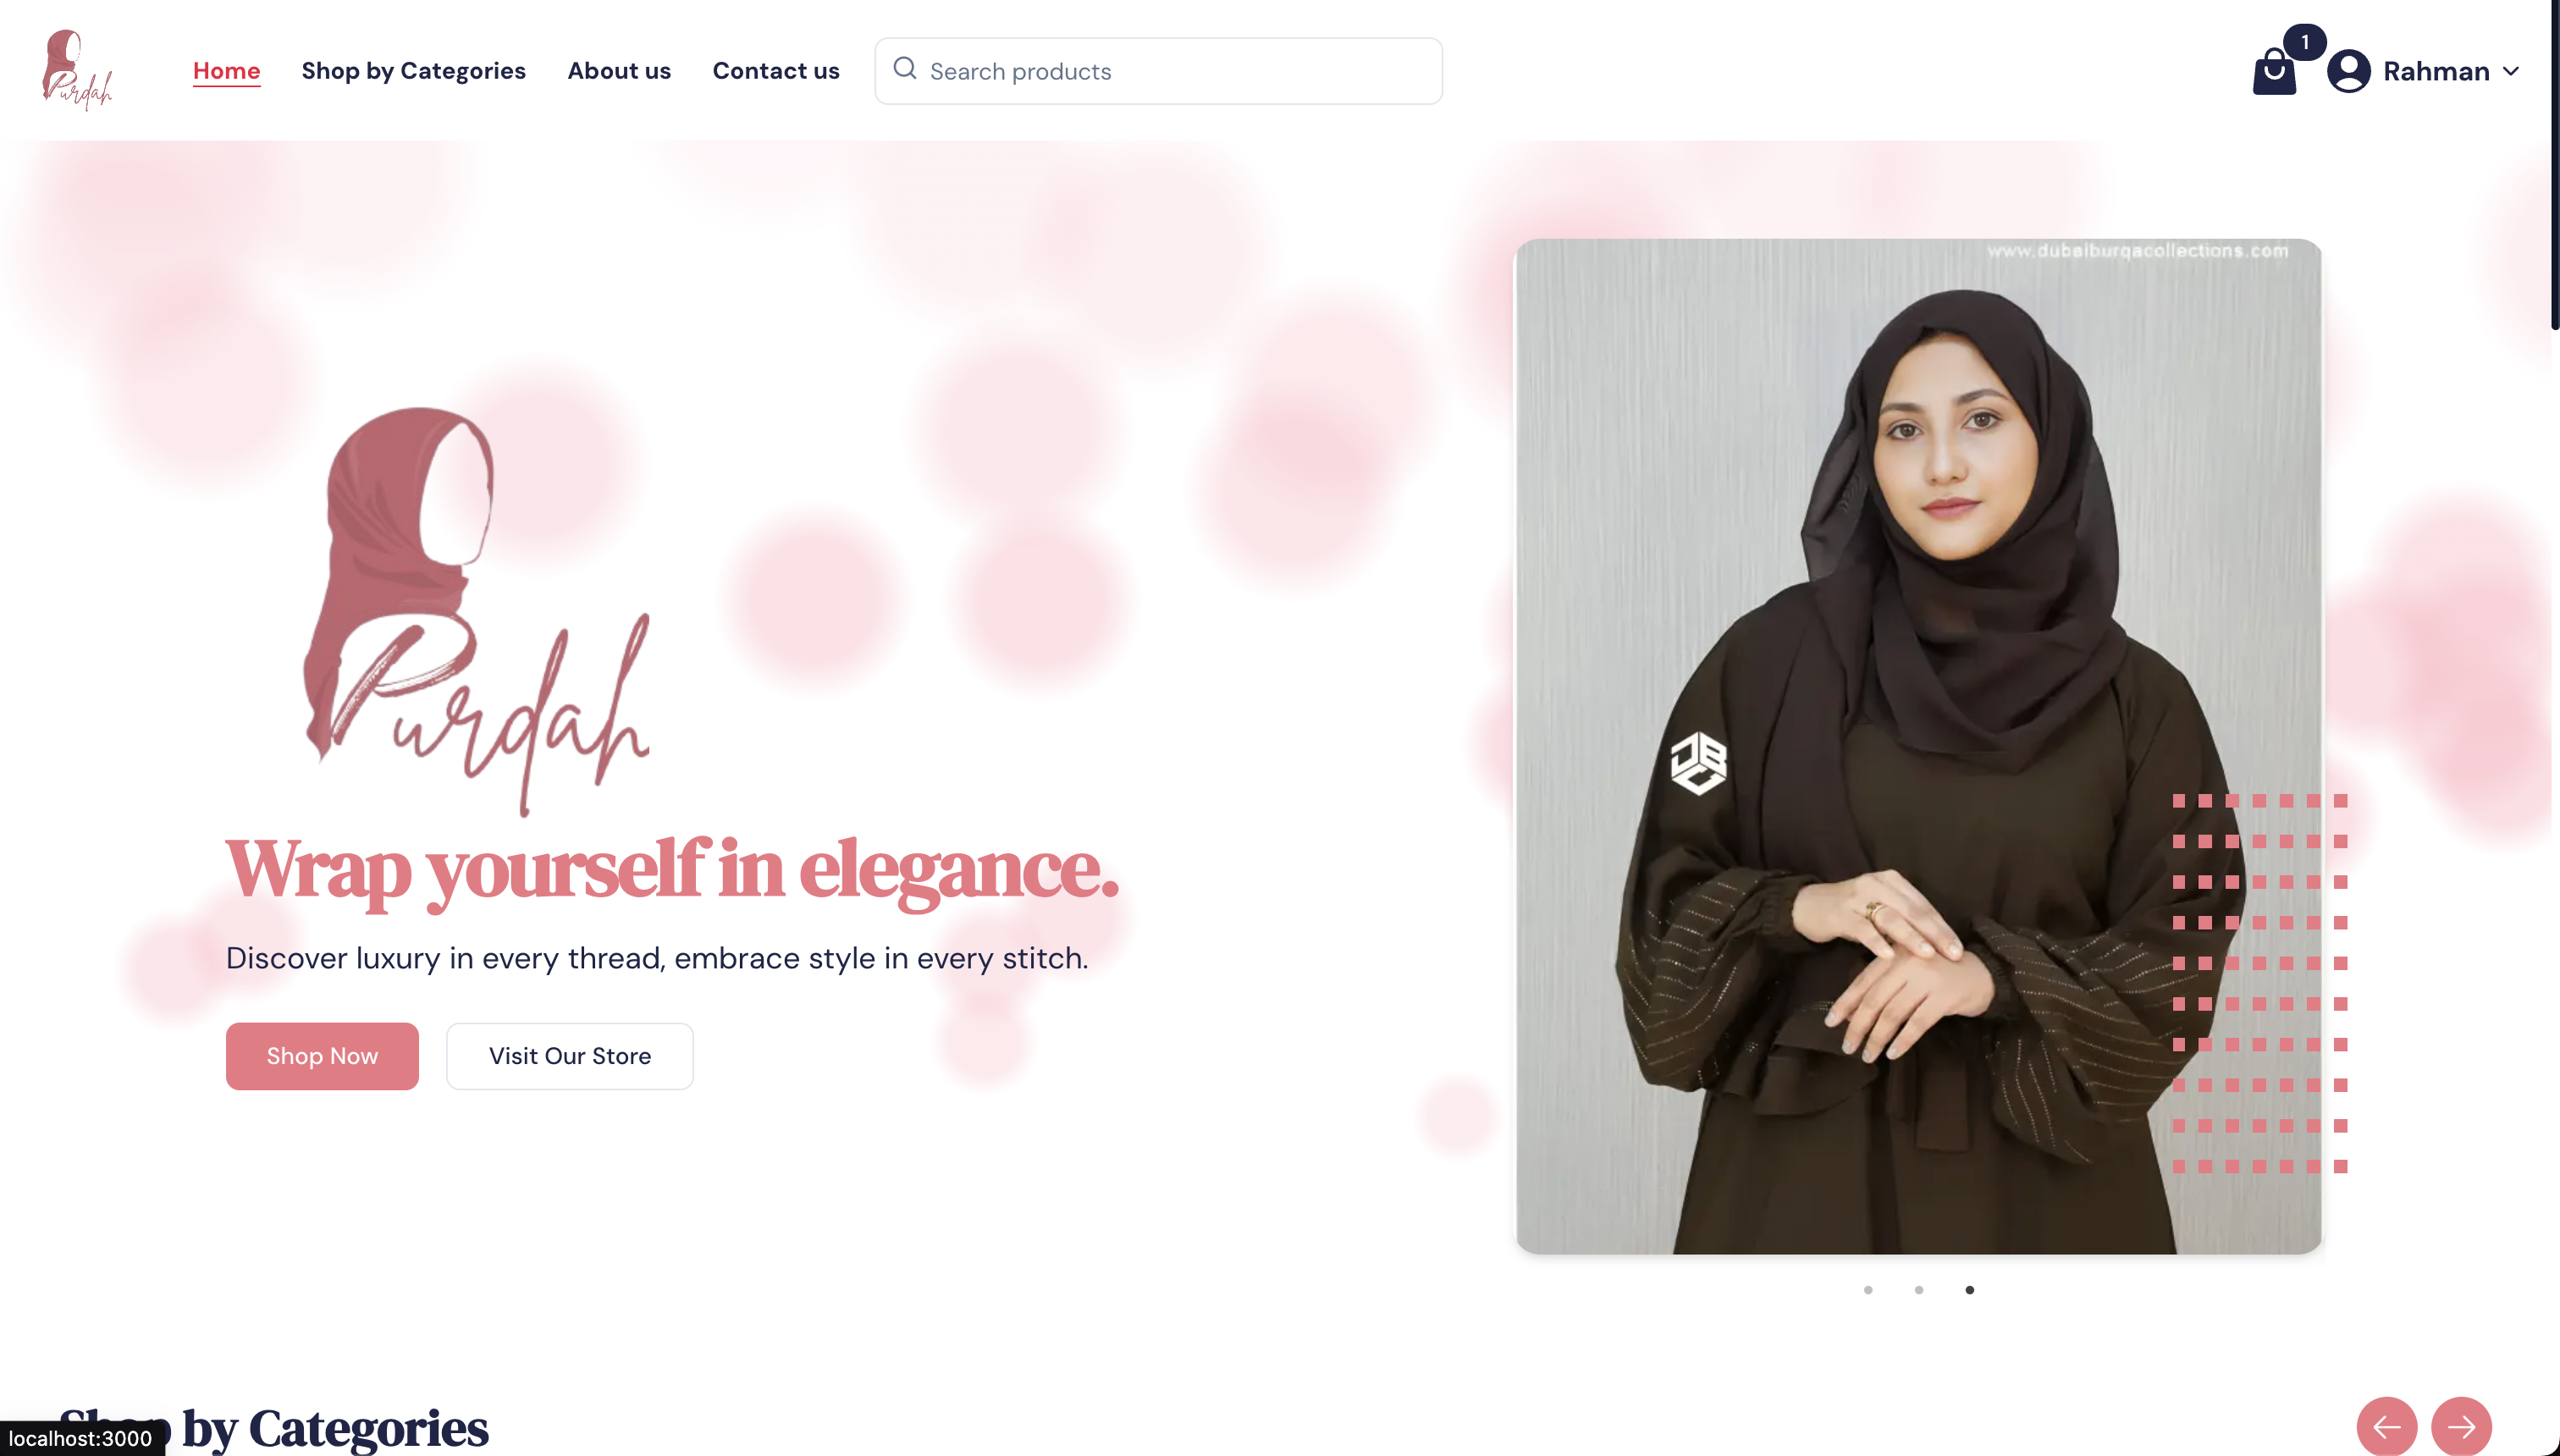 Purdah
Home
Shop by Categories
About us
Contact us
Search products
1
Rahman
www.dubaiburqacollections.com
Purdah
DBC
Wrap yourself in elegance.
Discover luxury in every thread, embrace style in every stitch.
Shop Now
Visit Our Store
Shop by Categories
localhost:3000